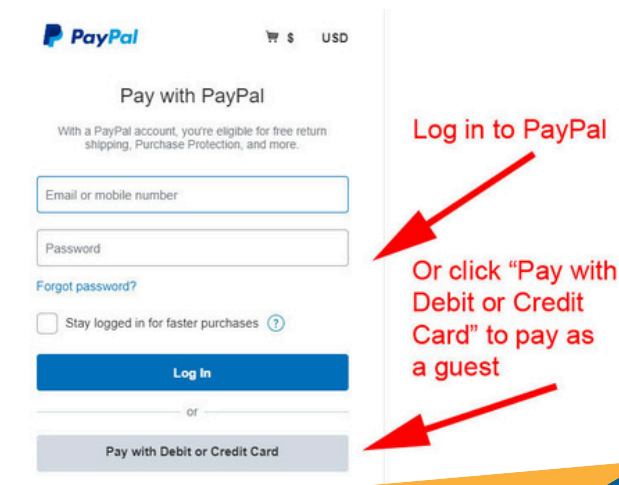 PayPal
$ USD
Pay with PayPal
With a PayPal account, you're eligible for free return
shipping, Purchase Protection, and more.
Email or mobile number
Password
Forgot password?
Stay logged in for faster purchases ?
Log In
or
Pay with Debit or Credit Card
Log in to PayPal
Or click “Pay with
Debit or Credit
Card” to pay as
a guest